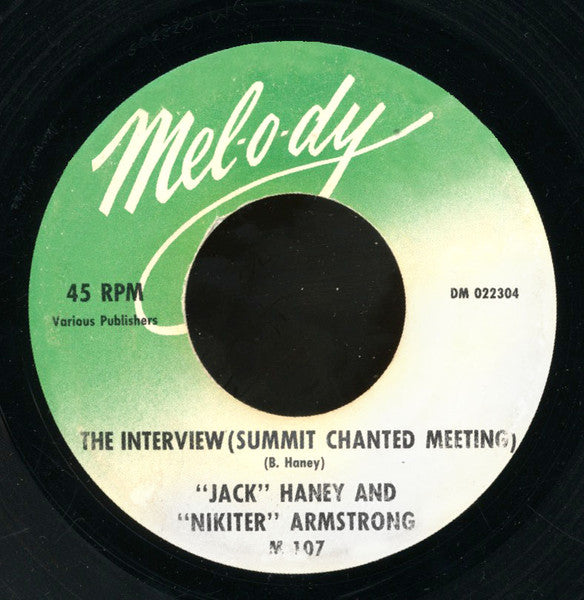 Mel-o-dy
45 RPM
Various Publishers
DM 022304
THE INTERVIEW (SUMMIT CHANTED MEETING)
(B. Haney)
"JACK" HANEY AND
"NIKITER" ARMSTRONG
M 107